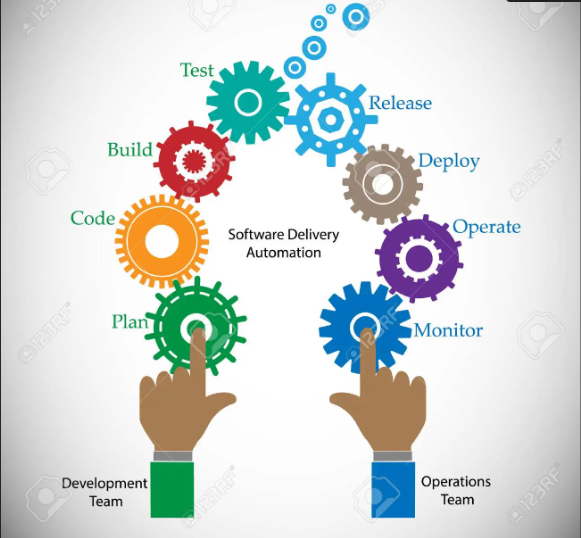 Test
Release
Build
Deploy
Code
Operate
Software Delivery
Automation
Plan
Monitor
Development
Team
Operations
Team
123RF